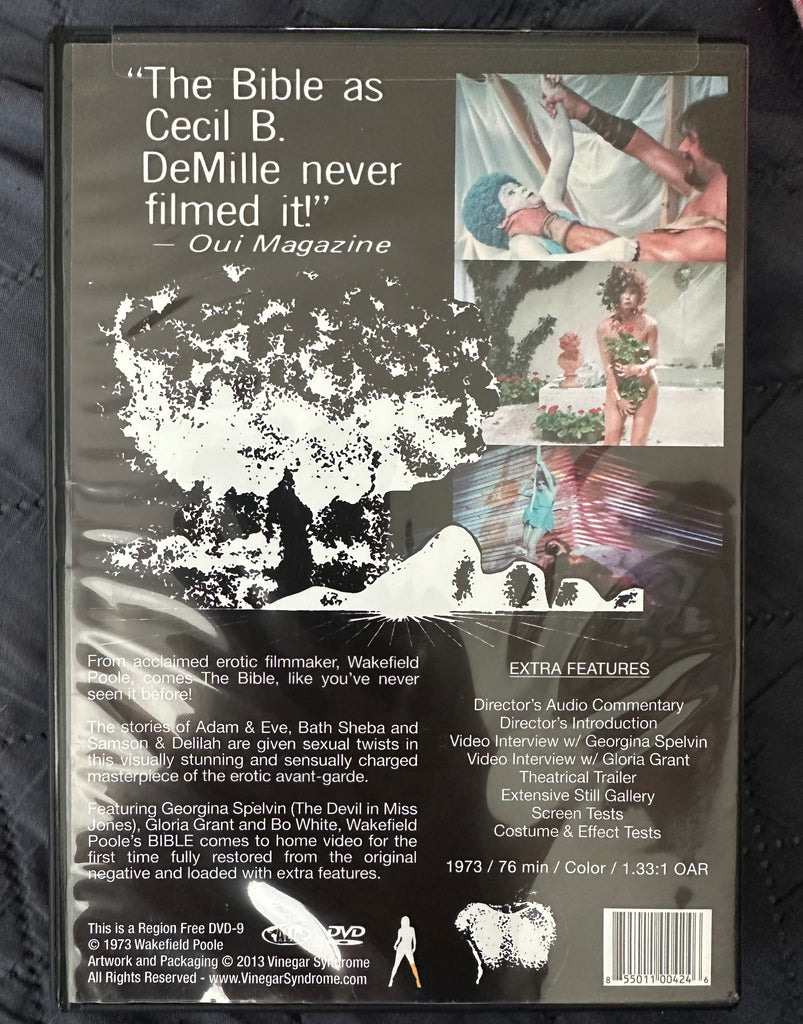 “The Bible as
Cecil B.
DeMille never
filmed it!”
– Oui Magazine
From acclaimed erotic filmmaker, Wakefield
Poole, comes The Bible, like you’ve never
seen it before!
The stories of Adam & Eve, Bath Sheba and
Samson & Delilah are given sexual twists in
this visually stunning and sensually charged
masterpiece of the erotic avant-garde.
Featuring Georgina Spelvin (The Devil in Miss
Jones), Gloria Grant and Bo White, Wakefield
Poole’s BIBLE comes to home video for the
first time fully restored from the original
negative and loaded with extra features.
EXTRA FEATURES
Director’s Audio Commentary
Director’s Introduction
Video Interview w/ Georgina Spelvin
Video Interview w/ Gloria Grant
Theatrical Trailer
Extensive Still Gallery
Screen Tests
Costume & Effect Tests
1973 / 76 min / Color / 1.33:1 OAR
This is a Region Free DVD-9
© 1973 Wakefield Poole
Artwork and Packaging © 2013 Vinegar Syndrome
All Rights Reserved - www.VinegarSyndrome.com
DVD
8 55011 00424 6